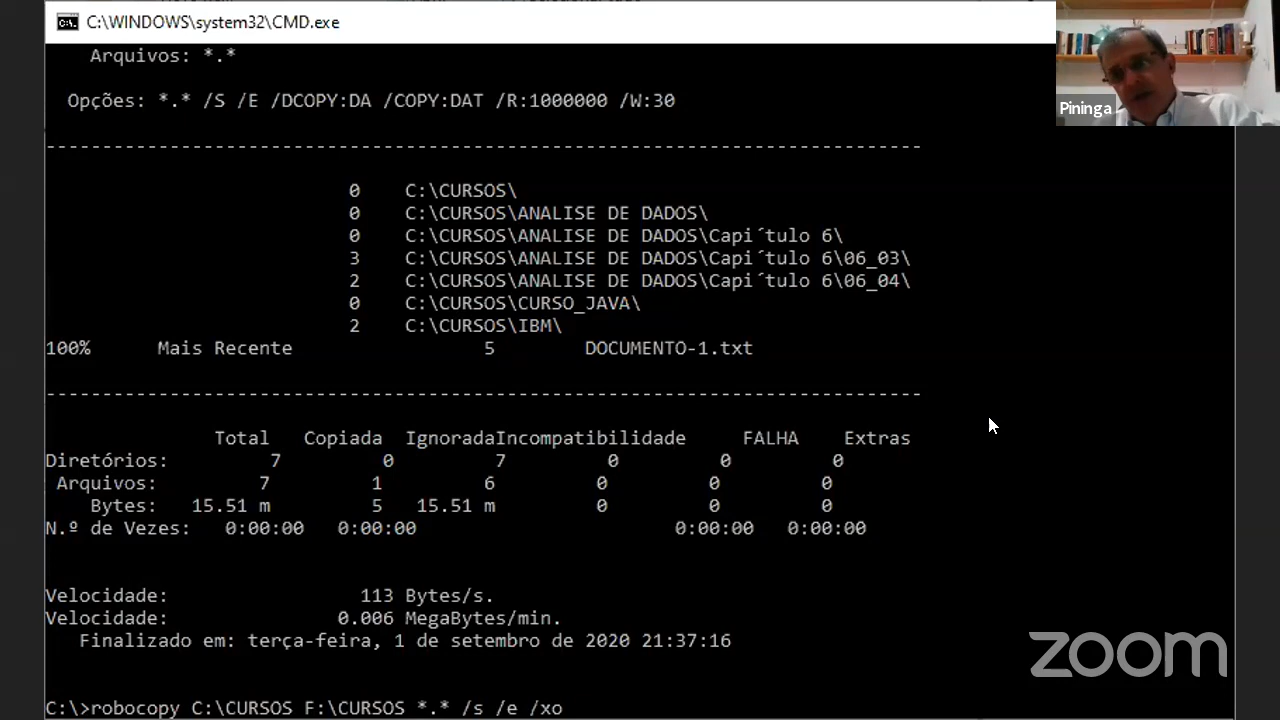 C:\WINDOWS\system32\CMD.exe
Arquivos: *.*
Opções: *.* /S /E /DCOPY:DA /COPY:DAT /R:1000000 /W:30
Pininga
------------------------------------------------------------------------------
0 C:\CURSOS\
0 C:\CURSOS\ANALISE DE DADOS\
0 C:\CURSOS\ANALISE DE DADOS\Capi´tulo 6\
3 C:\CURSOS\ANALISE DE DADOS\Capi´tulo 6\06_03\
2 C:\CURSOS\ANALISE DE DADOS\Capi´tulo 6\06_04\
0 C:\CURSOS\CURSO_JAVA\
2 C:\CURSOS\IBM\
100% Mais Recente 5 DOCUMENTO-1.txt
------------------------------------------------------------------------------
Total Copiada IgnoradaIncompatibilidade FALHA Extras
Diretórios: 7 0 7 0 0 0
Arquivos: 7 1 6 0 0 0
Bytes: 15.51 m 5 15.51 m 0 0 0
N.º de Vezes: 0:00:00 0:00:00 0:00:00 0:00:00
Velocidade: 113 Bytes/s.
Velocidade: 0.006 MegaBytes/min.
Finalizado em: terça-feira, 1 de setembro de 2020 21:37:16
zoom
C:\>robocopy C:\CURSOS F:\CURSOS *.* /s /e /xo